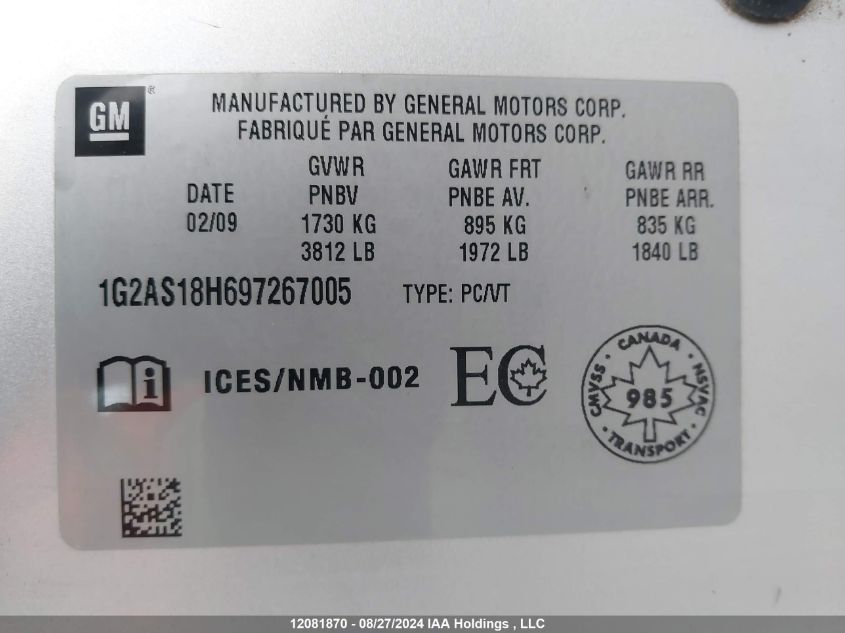 GM ®
MANUFACTURED BY GENERAL MOTORS CORP.
FABRIQUÉ PAR GENERAL MOTORS CORP.
GVWR GAWR FRT GAWR RR
DATE PNBV PNBE AV. PNBE ARR.
02/09 1730 KG 895 KG 835 KG
3812 LB 1972 LB 1840 LB
1G2AS18H697267005 TYPE: PC/VT
i ICES/NMB-002 EC
CANADA
CMVSS 985 NSVAC
TRANSPORT
12081870 - 08/27/2024 IAA Holdings , LLC